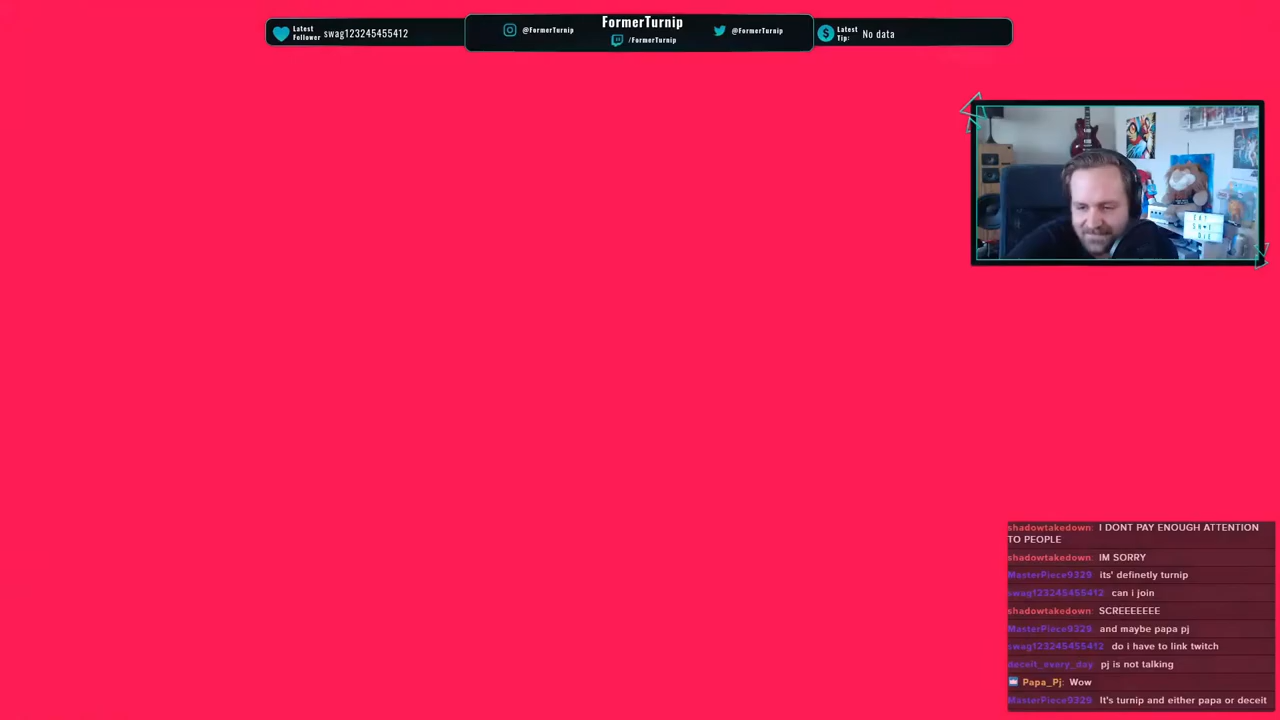 Latest
Follower
swag123245455412
FormerTurnip
@FormerTurnip
/FormerTurnip
@FormerTurnip
Latest
Tip:
No data
shadowtakedown: I DONT PAY ENOUGH ATTENTION
TO PEOPLE
shadowtakedown: IM SORRY
MasterPiece9329: its' definetly turnip
swag123245455412: can i join
shadowtakedown: SCREEEEEEE
MasterPiece9329: and maybe papa pj
swag123245455412: do i have to link twitch
deceit_every_day: pj is not talking
Papa_Pj: Wow
MasterPiece9329: It's turnip and either papa or deceit